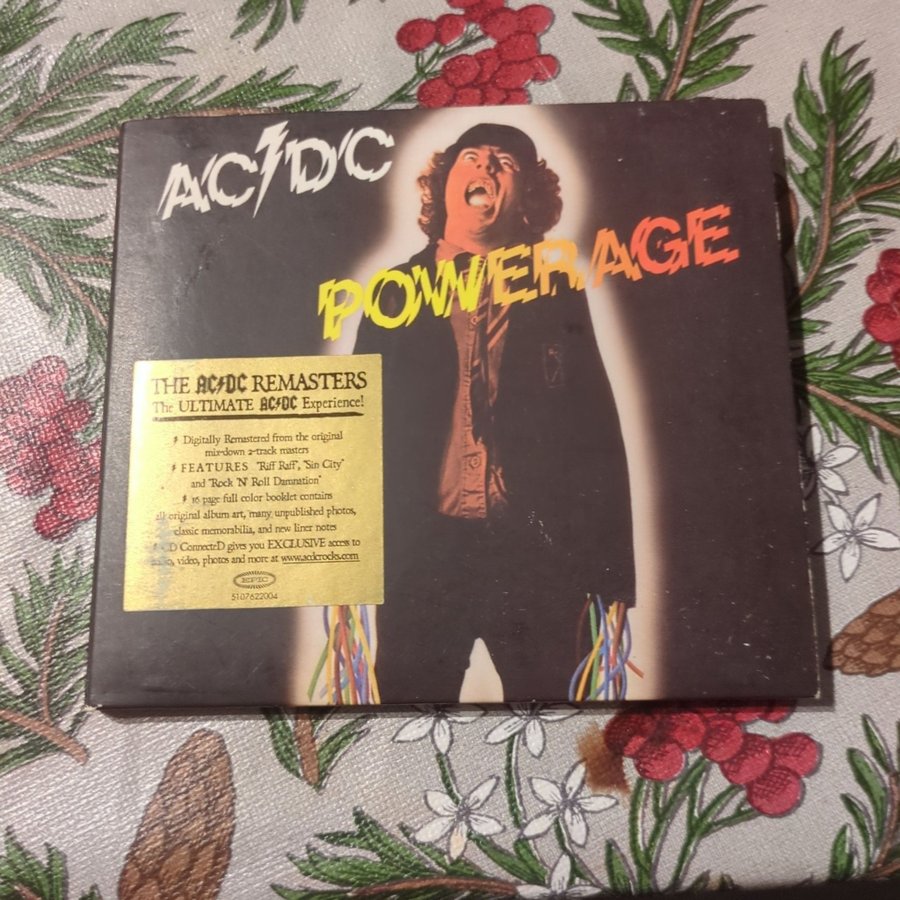 AC⚡DC
POWERAGE
THE AC⚡DC REMASTERS
The ULTIMATE AC⚡DC Experience!
Digitally Remastered from the original
mix-down 2-track masters
FEATURES "Riff Raff", "Sin City"
and "Rock 'N' Roll Damnation"
16 page full color booklet contains
all original album art, many unpublished photos,
classic memorabilia, and new liner notes
CD ConnecteD gives you EXCLUSIVE access to
audio, video, photos and more at www.acdcrocks.com
EPIC
5107622004